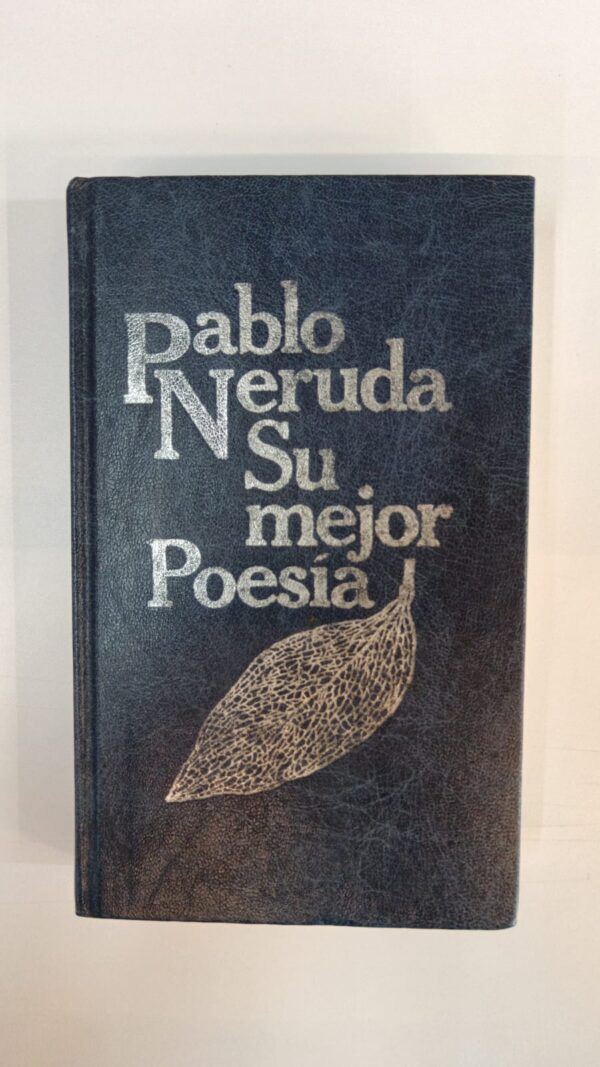 Pablo
Neruda
Su
mejor
Poesía